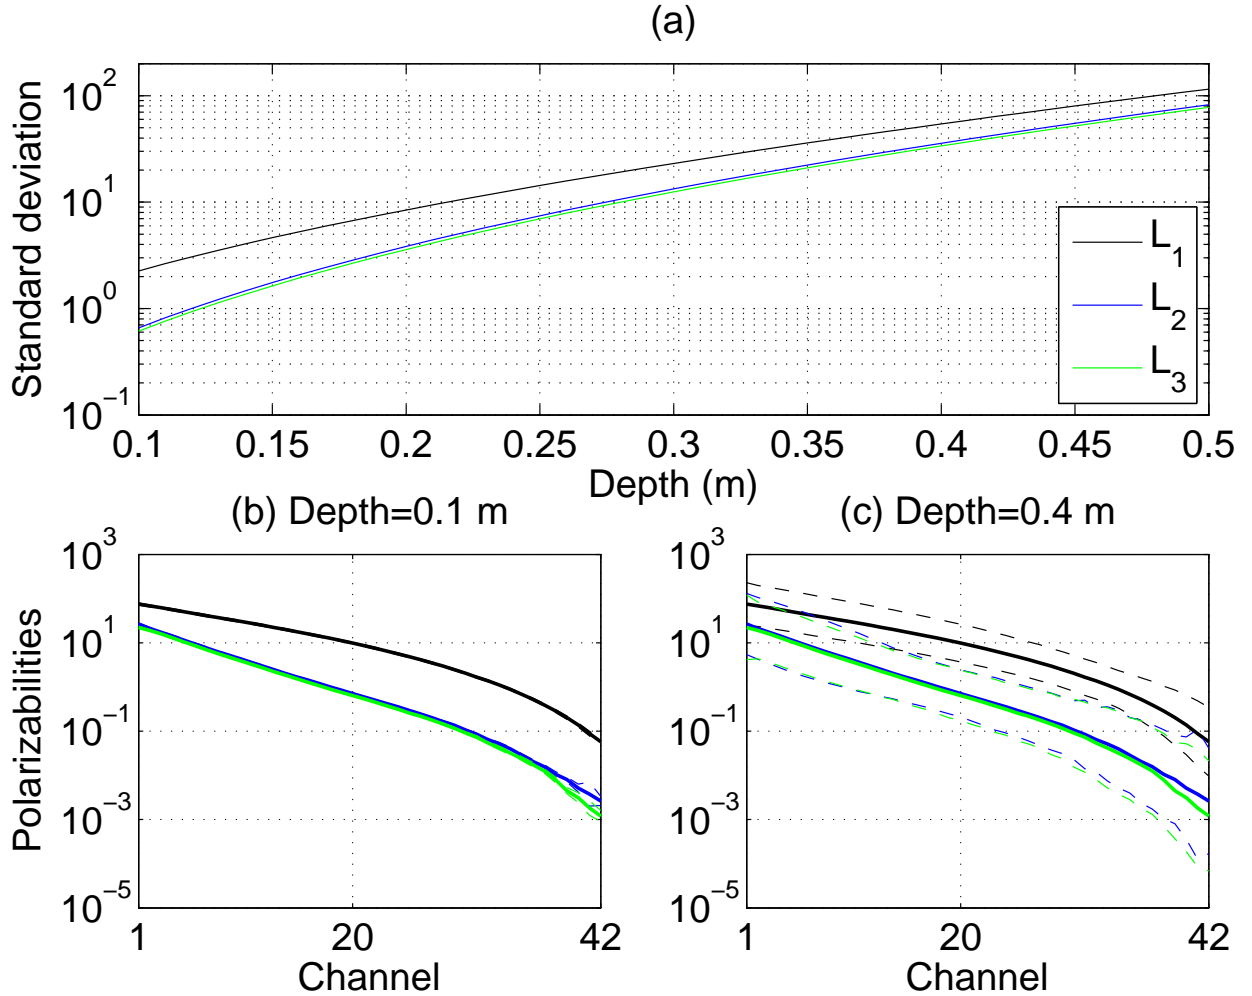 (a)
Standard deviation
10^2
10^1
10^0
10^−1
0.1 0.15 0.2 0.25 0.3 0.35 0.4 0.45 0.5
Depth (m)
L_1
L_2
L_3
(b) Depth=0.1 m
Polarizabilities
10^3
10^1
10^−1
10^−3
10^−5
1 20 42
Channel
(c) Depth=0.4 m
10^3
10^1
10^−1
10^−3
10^−5
1 20 42
Channel